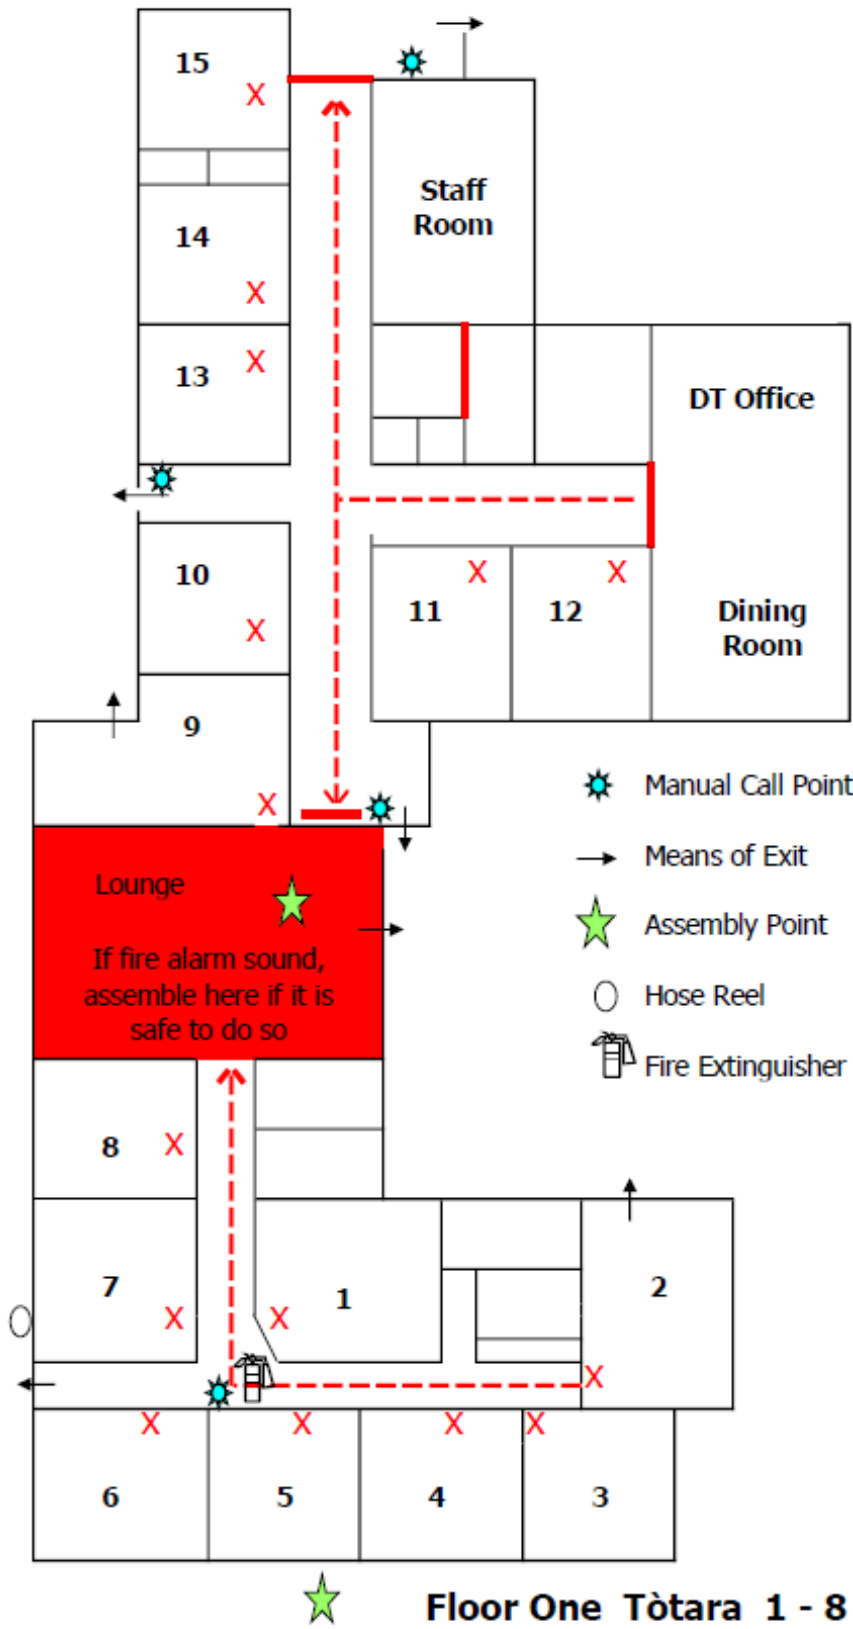 15
X
Staff
Room
14
X
13
X
DT Office
10
X
X
X
11
12
Dining
Room
9
X
Manual Call Point
Means of Exit
Assembly Point
Hose Reel
Fire Extinguisher
Lounge
If fire alarm sound,
assemble here if it is
safe to do so
8
X
7
X
1
X
2
X
X
X
X
X
6
5
4
3
Floor One Tòtara 1 - 8